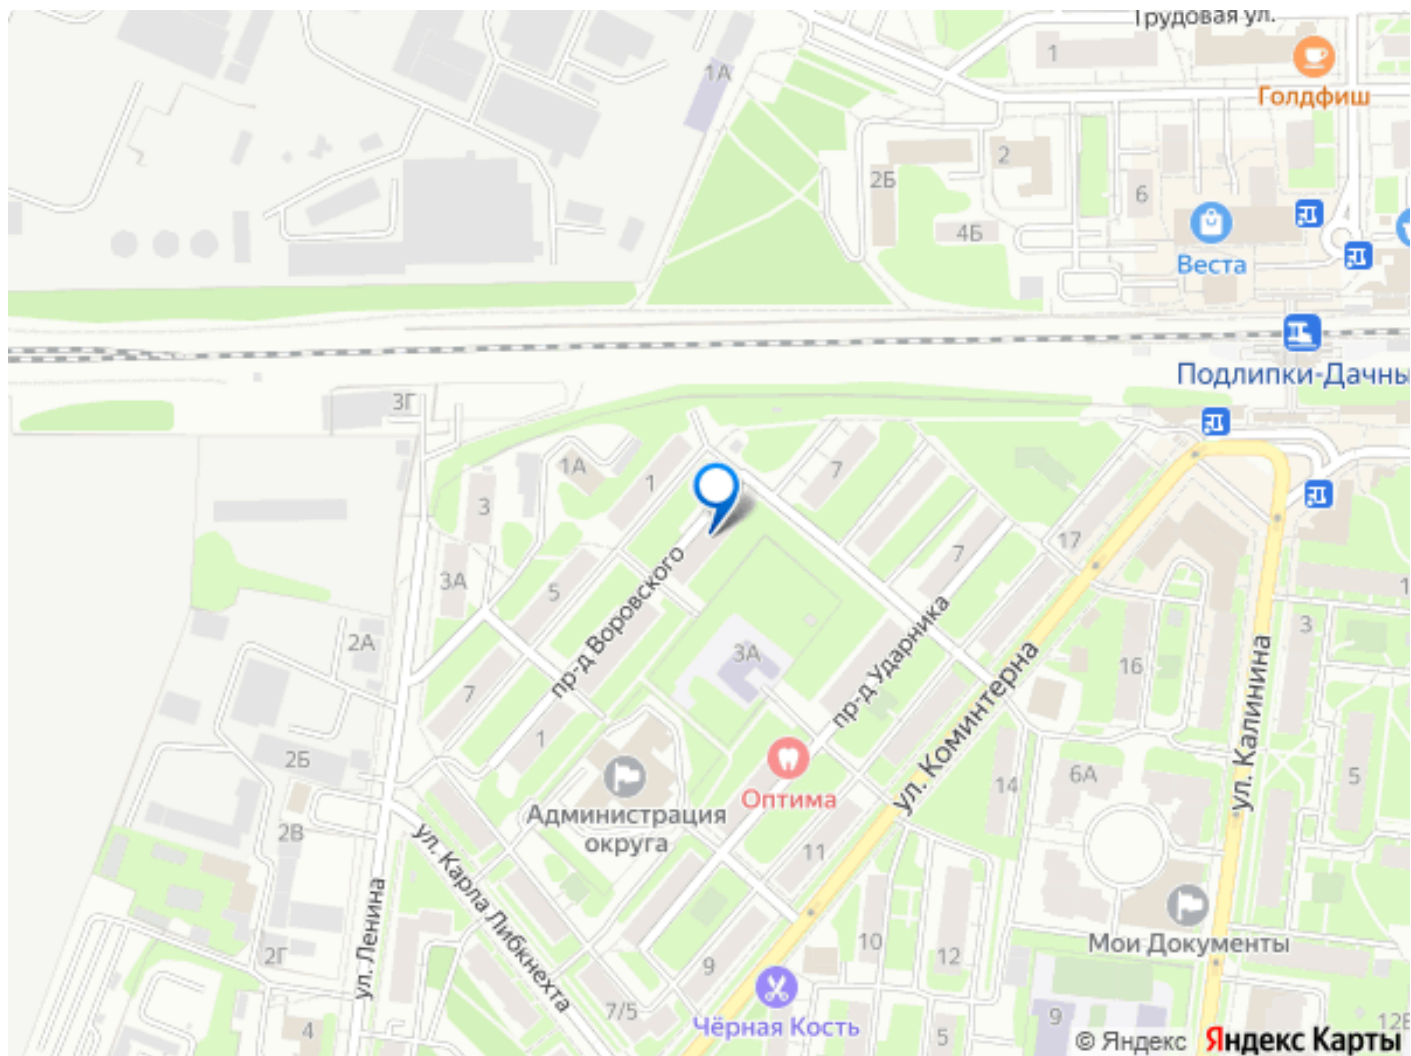 Трудовая ул.
1
1А
Голдфиш
2
2Б
6
4Б
Веста
Подлипки-Дачны
3Г
1А
1
7
3
17
7
5
3А
1
3
2А
3А
16
7
пр-д Воровского
пр-д Ударника
ул. Коминтерна
ул. Калинина
1
2Б
Оптима
14
6А
5
Администрация
округа
2В
11
ул. Карла Либкнехта
ул. Ленина
Мои Документы
10
12
2Г
9
7/5
Чёрная Кость
4
5
9
12В
© Яндекс Яндекс Карты